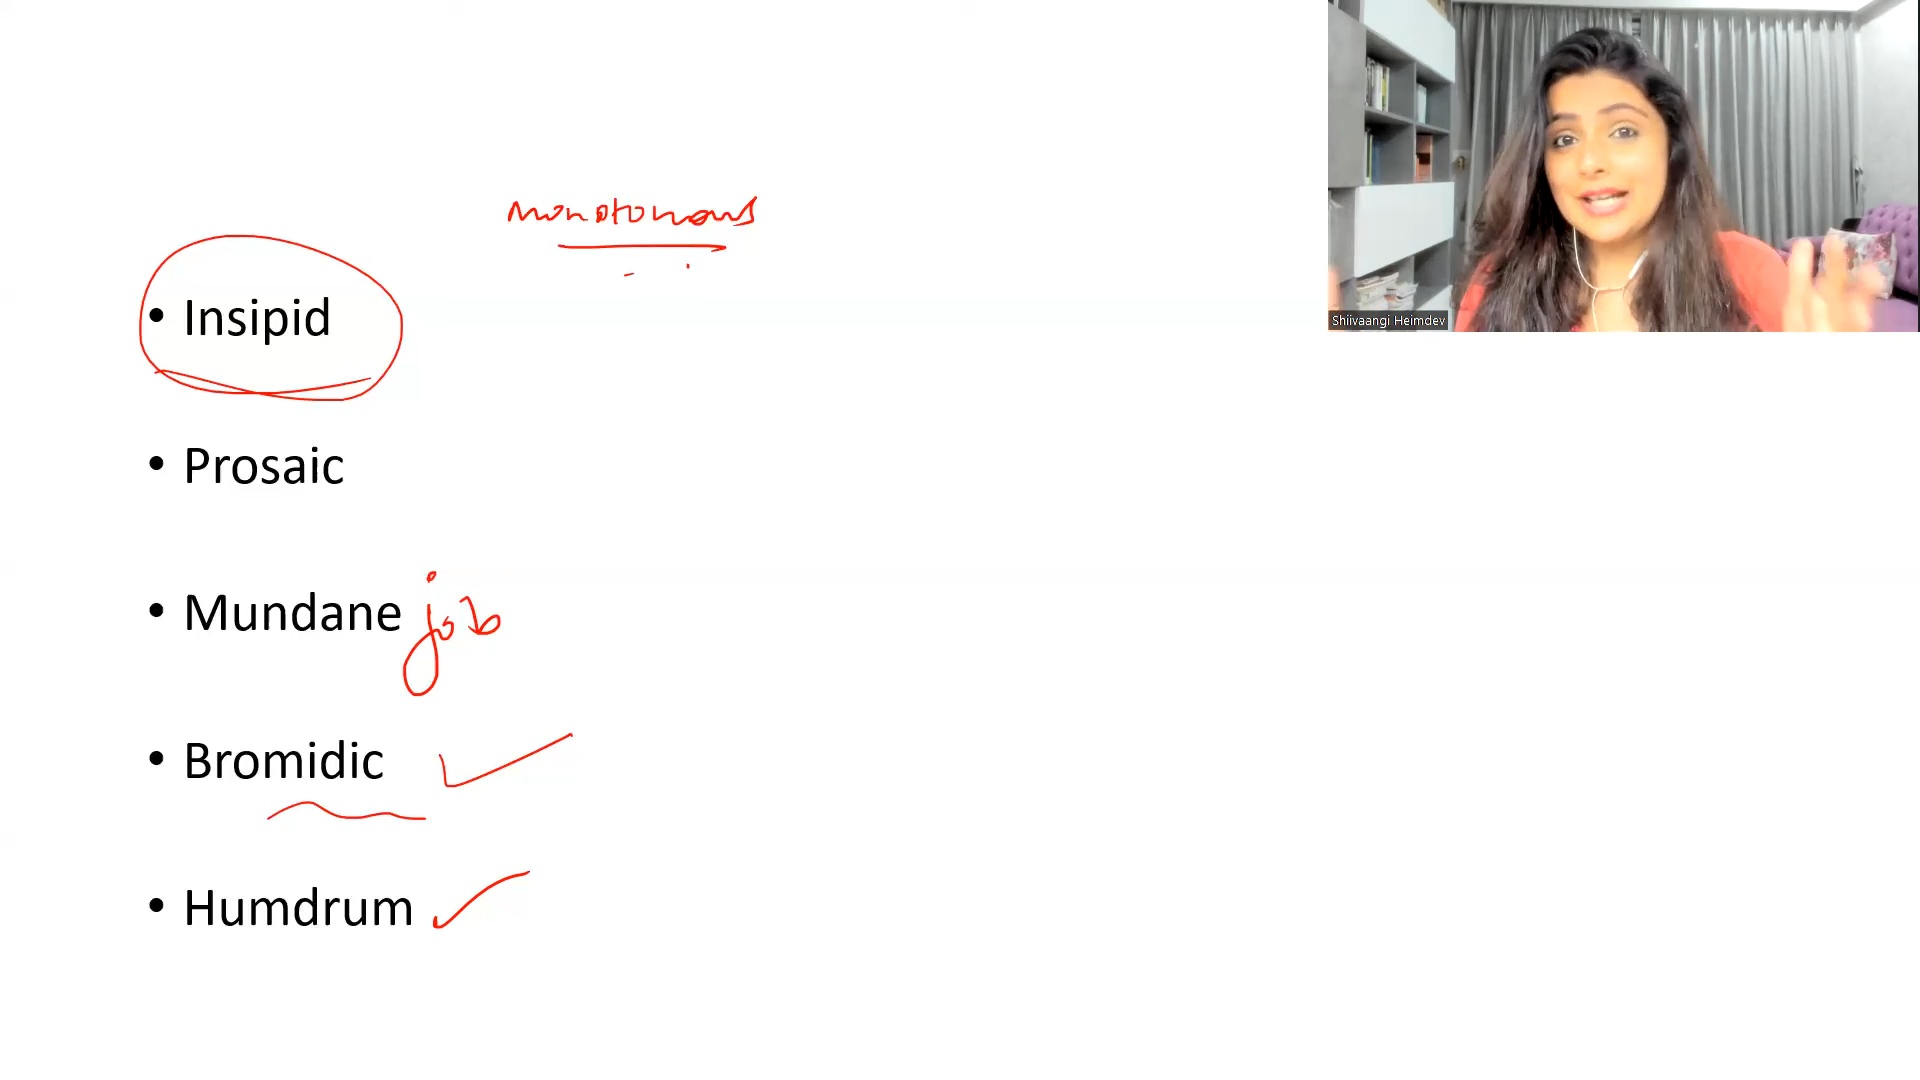 monotonous
• Insipid
Shiivaangi Heimdev
• Prosaic
• Mundane job
• Bromidic
• Humdrum